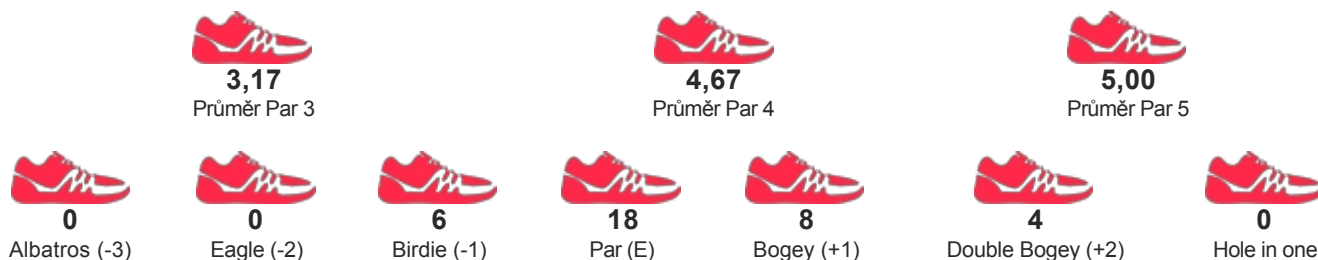 3,17
Průměr Par 3
4,67
Průměr Par 4
5,00
Průměr Par 5
0
Albatros (-3)
0
Eagle (-2)
6
Birdie (-1)
18
Par (E)
8
Bogey (+1)
4
Double Bogey (+2)
0
Hole in one